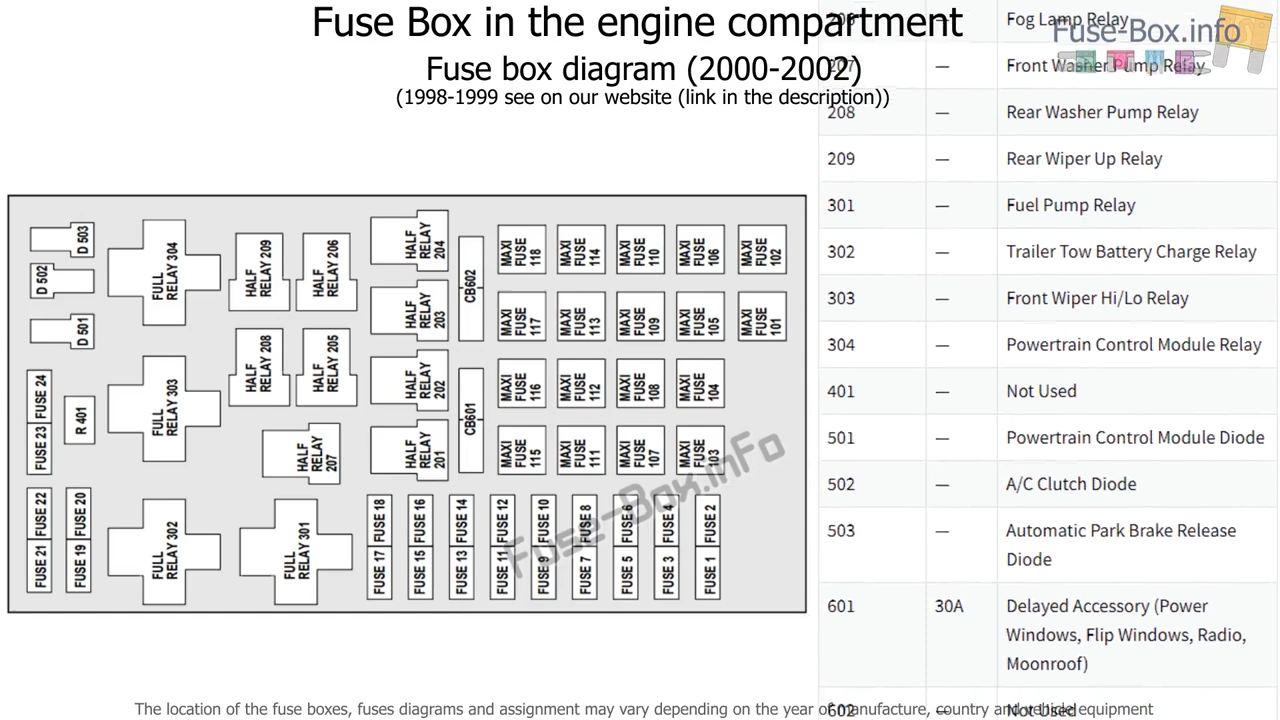 Fuse Box in the engine compartment
Fuse box diagram (2000-2002)
(1998-1999 see on our website (link in the description))
Fuse-Box.info
206 — Fog Lamp Relay
207 — Front Washer Pump Relay
208 — Rear Washer Pump Relay
209 — Rear Wiper Up Relay
301 — Fuel Pump Relay
302 — Trailer Tow Battery Charge Relay
303 — Front Wiper Hi/Lo Relay
304 — Powertrain Control Module Relay
401 — Not Used
501 — Powertrain Control Module Diode
502 — A/C Clutch Diode
503 — Automatic Park Brake Release
Diode
601 30A Delayed Accessory (Power
Windows, Flip Windows, Radio,
Moonroof)
602 — Not Used
D 503
D 502
D 501
FUSE 24
FUSE 23
R 401
FUSE 22
FUSE 21
FUSE 20
FUSE 19
FULL
RELAY 304
FULL
RELAY 303
FULL
RELAY 302
FULL
RELAY 301
HALF
RELAY 209
HALF
RELAY 206
HALF
RELAY 208
HALF
RELAY 205
HALF
RELAY
207
HALF
RELAY
204
HALF
RELAY
203
HALF
RELAY
202
HALF
RELAY
201
CB602
CB601
MAXI
FUSE
118
MAXI
FUSE
114
MAXI
FUSE
110
MAXI
FUSE
106
MAXI
FUSE
102
MAXI
FUSE
117
MAXI
FUSE
113
MAXI
FUSE
109
MAXI
FUSE
105
MAXI
FUSE
101
MAXI
FUSE
116
MAXI
FUSE
112
MAXI
FUSE
108
MAXI
FUSE
104
MAXI
FUSE
115
MAXI
FUSE
111
MAXI
FUSE
107
MAXI
FUSE
103
FUSE 18
FUSE 16
FUSE 14
FUSE 12
FUSE 10
FUSE 8
FUSE 6
FUSE 4
FUSE 2
FUSE 17
FUSE 15
FUSE 13
FUSE 11
FUSE 9
FUSE 7
FUSE 5
FUSE 3
FUSE 1
Fuse-Box.inFo
The location of the fuse boxes, fuses diagrams and assignment may vary depending on the year of manufacture, country and vehicle equipment